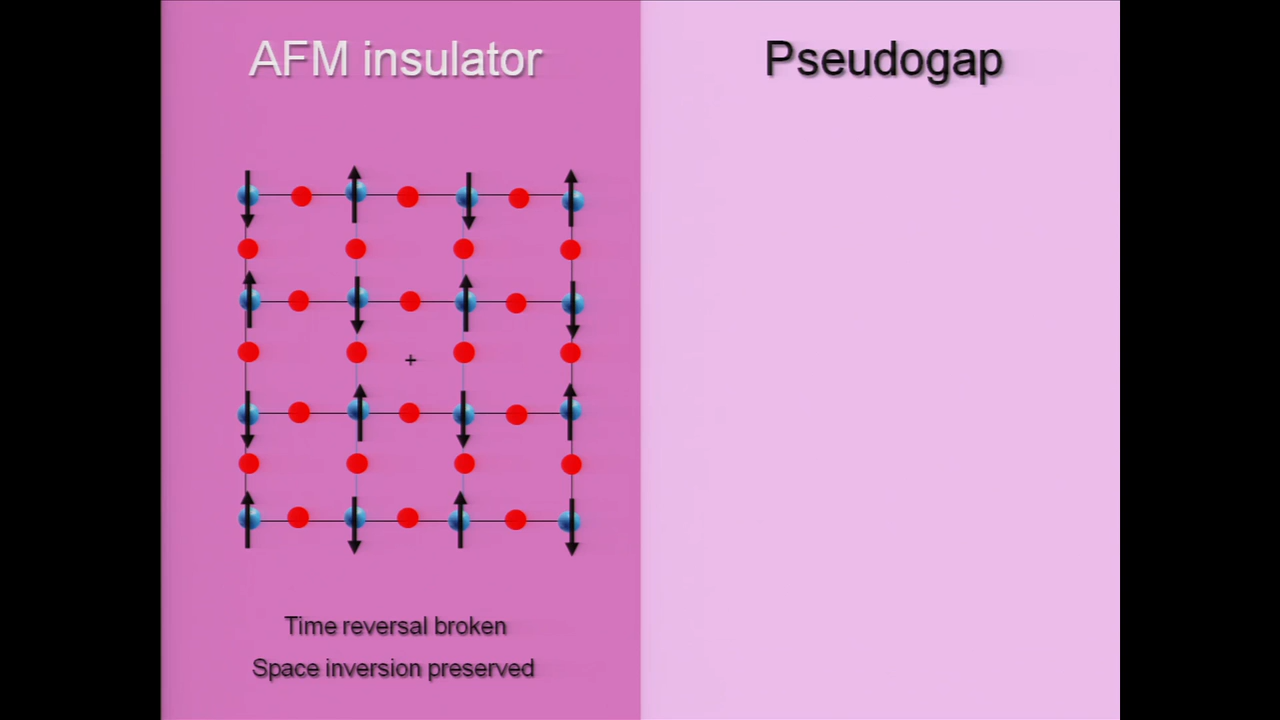 AFM insulator
Pseudogap
+
Time reversal broken
Space inversion preserved